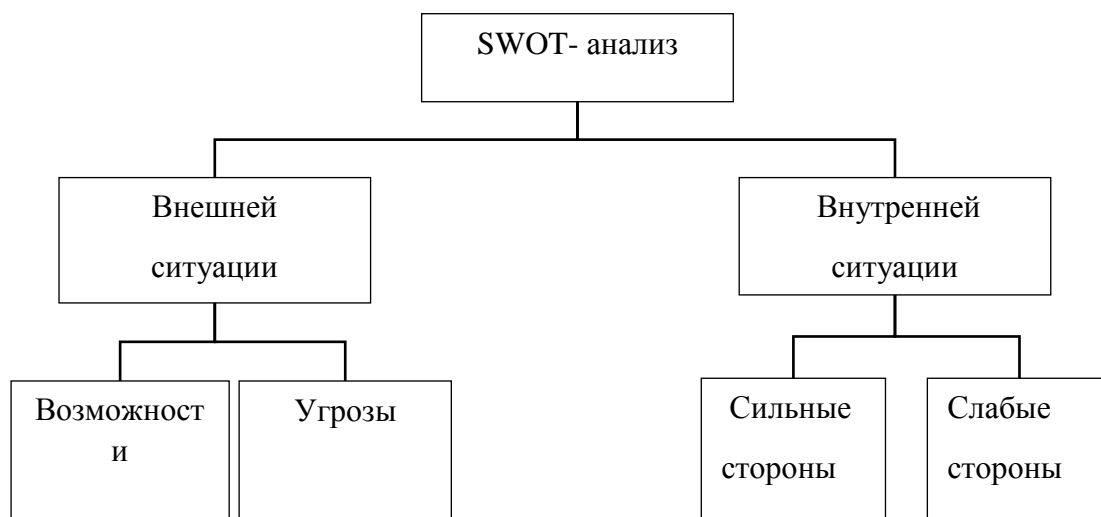 SWOT- анализ
Внешней
ситуации
Внутренней
ситуации
Возможност
и
Угрозы
Сильные
стороны
Слабые
стороны